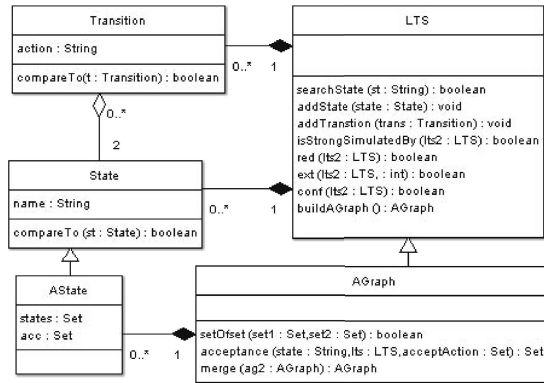 Transition
action : String
compareTo(t : Transition) : boolean
LTS
searchState (st : String) : boolean
addState (state : State) : void
addTranstion (trans : Transition) : void
isStrongSimulatedBy (lts2 : LTS) : boolean
red (lts2 : LTS) : boolean
ext (lts2 : LTS, : int) : boolean
conf (lts2 : LTS) : boolean
buildAGraph () : AGraph
0..*
1
0..*
2
State
name : String
compareTo (st : State) : boolean
0..*
1
AState
states : Set
acc : Set
0..*
1
AGraph
setOfset (set1 : Set,set2 : Set) : boolean
acceptance (state : String,lts : LTS,acceptAction : Set) : Set
merge (ag2 : AGraph) : AGraph